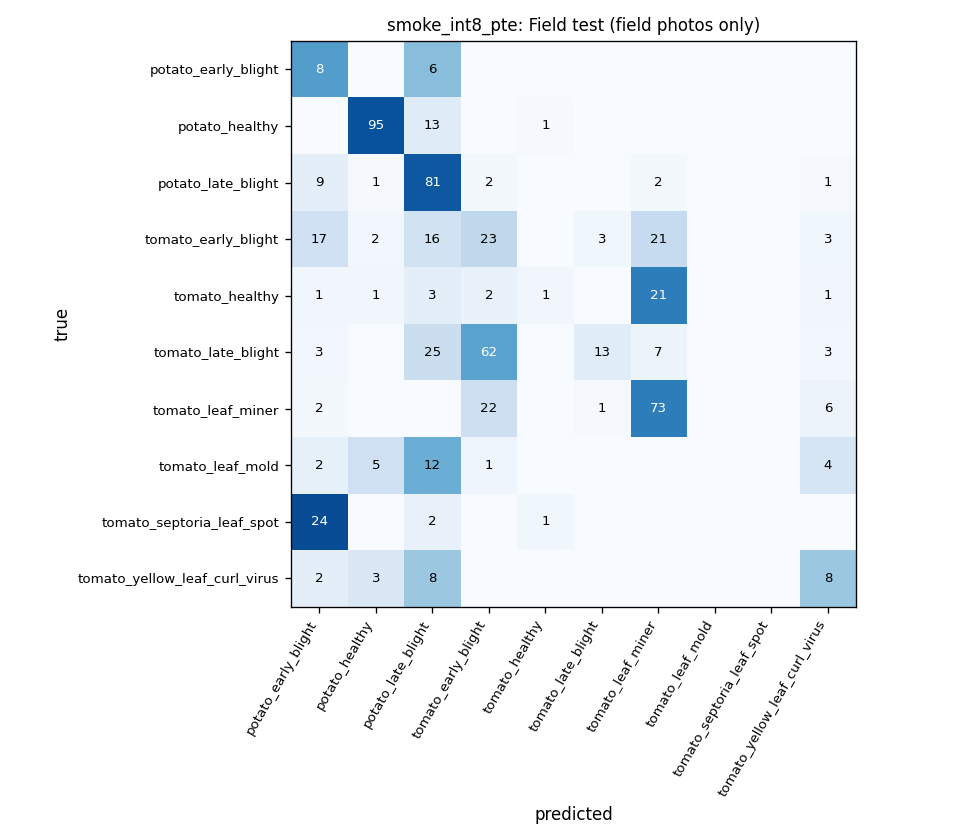 smoke_int8_pte: Field test (field photos only)
potato_early_blight 8 6
potato_healthy 95 13 1
potato_late_blight 9 1 81 2 2 1
tomato_early_blight 17 2 16 23 3 21 3
tomato_healthy 1 1 3 2 1 21 1
tomato_late_blight 3 25 62 13 7 3
tomato_leaf_miner 2 22 1 73 6
tomato_leaf_mold 2 5 12 1 4
tomato_septoria_leaf_spot 24 2 1
tomato_yellow_leaf_curl_virus 2 3 8 8
true
potato_early_blight
potato_healthy
potato_late_blight
tomato_early_blight
tomato_healthy
tomato_late_blight
tomato_leaf_miner
tomato_leaf_mold
tomato_septoria_leaf_spot
tomato_yellow_leaf_curl_virus
predicted